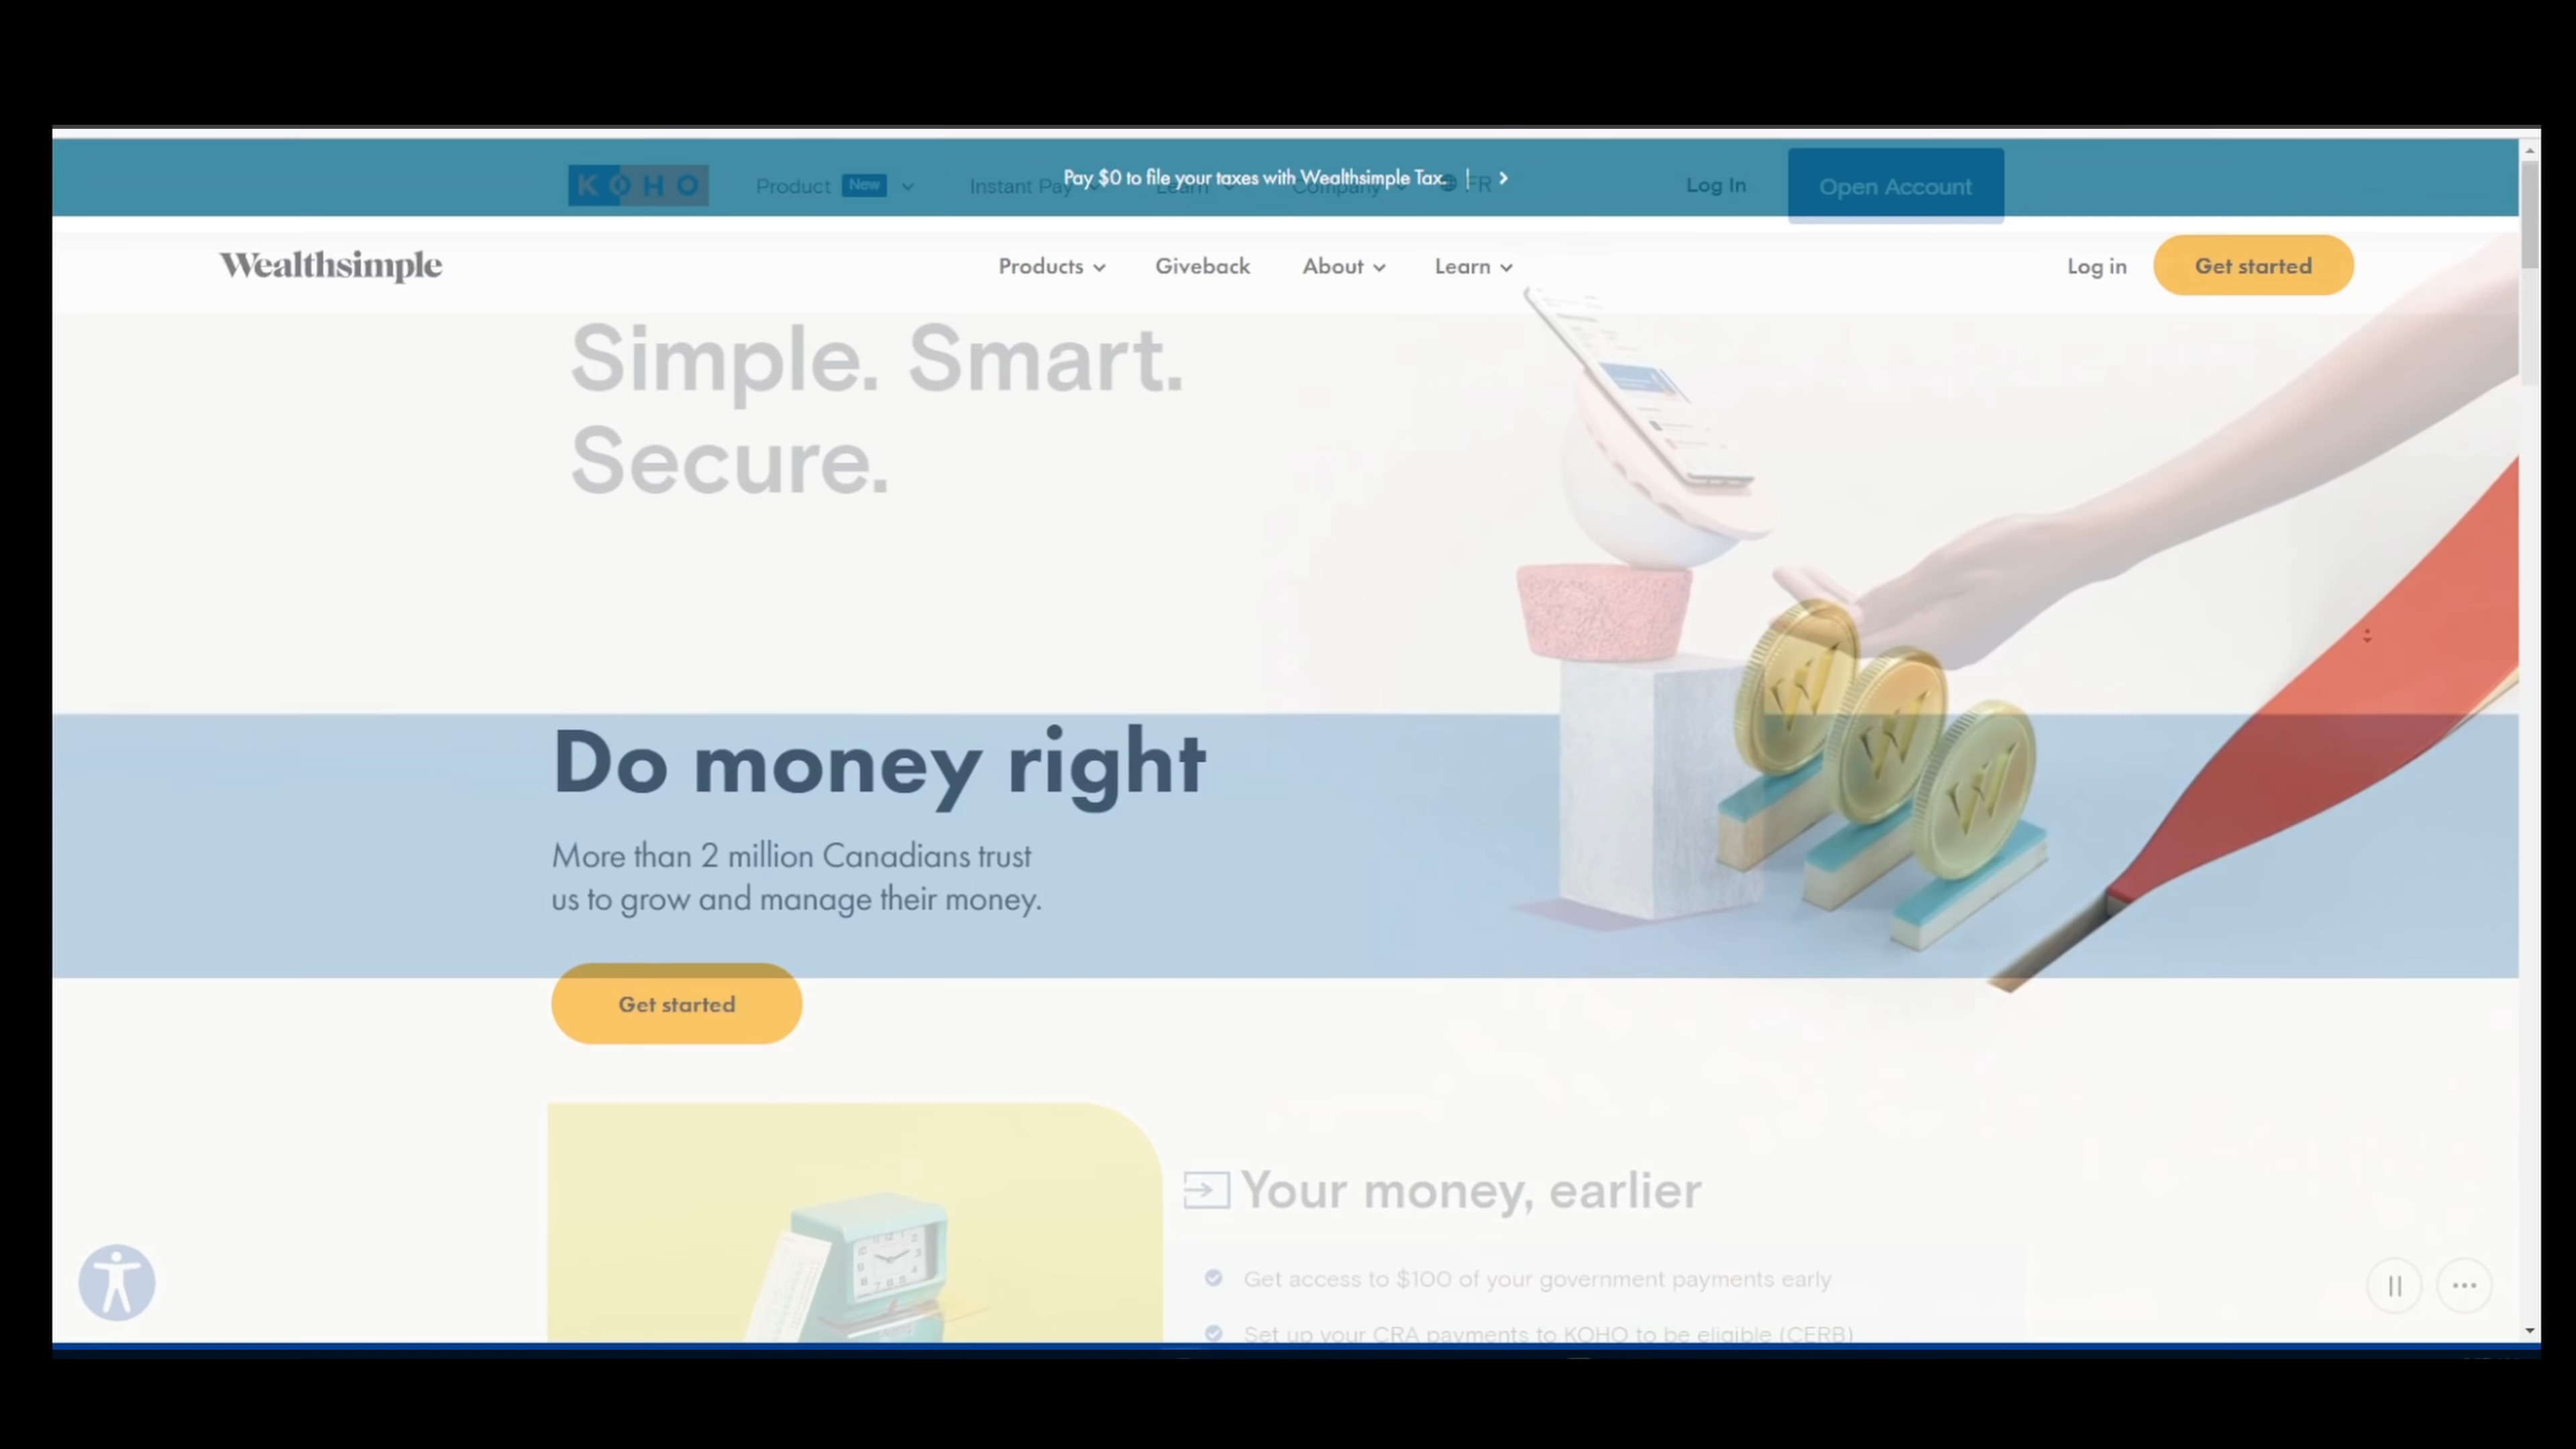 KOHO
Product New
Instant Pay
Learn
Company
FR
Log In
Open Account
Pay $0 to file your taxes with Wealthsimple Tax. |
Wealthsimple
Products
Giveback
About
Learn
Log in
Get started
Simple. Smart.
Secure.
Do money right
More than 2 million Canadians trust
us to grow and manage their money.
Get started
Your money, earlier
Get access to $100 of your government payments early
Set up your CRA payments to KOHO to be eligible (CERB)